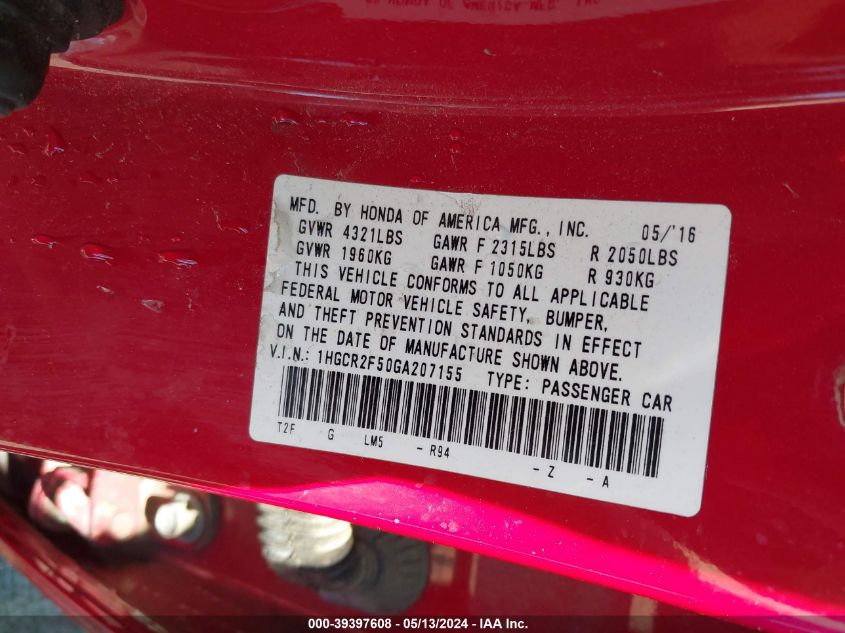 MFD. BY HONDA OF AMERICA MFG., INC. 05/'16
GVWR 4321LBS GAWR F 2315LBS R 2050LBS
GVWR 1960KG GAWR F 1050KG R 930KG
THIS VEHICLE CONFORMS TO ALL APPLICABLE
FEDERAL MOTOR VEHICLE SAFETY, BUMPER,
AND THEFT PREVENTION STANDARDS IN EFFECT
ON THE DATE OF MANUFACTURE SHOWN ABOVE.
V.I.N.: 1HGCR2F50GA207155 TYPE: PASSENGER CAR
T2F G LM5 -R94 -Z -A
000-39397608 - 05/13/2024 - IAA Inc.